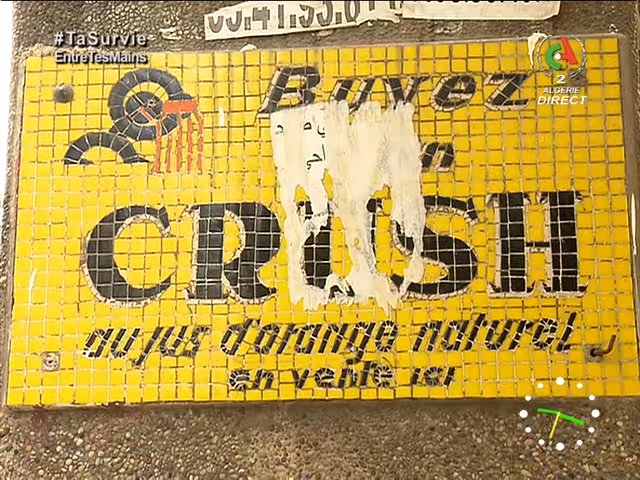 #TaSurvie
EntreTesMains
2
ALGERIE
DIRECT
Buvez
n
CRUSH
au jus d'orange naturel
en vente ici